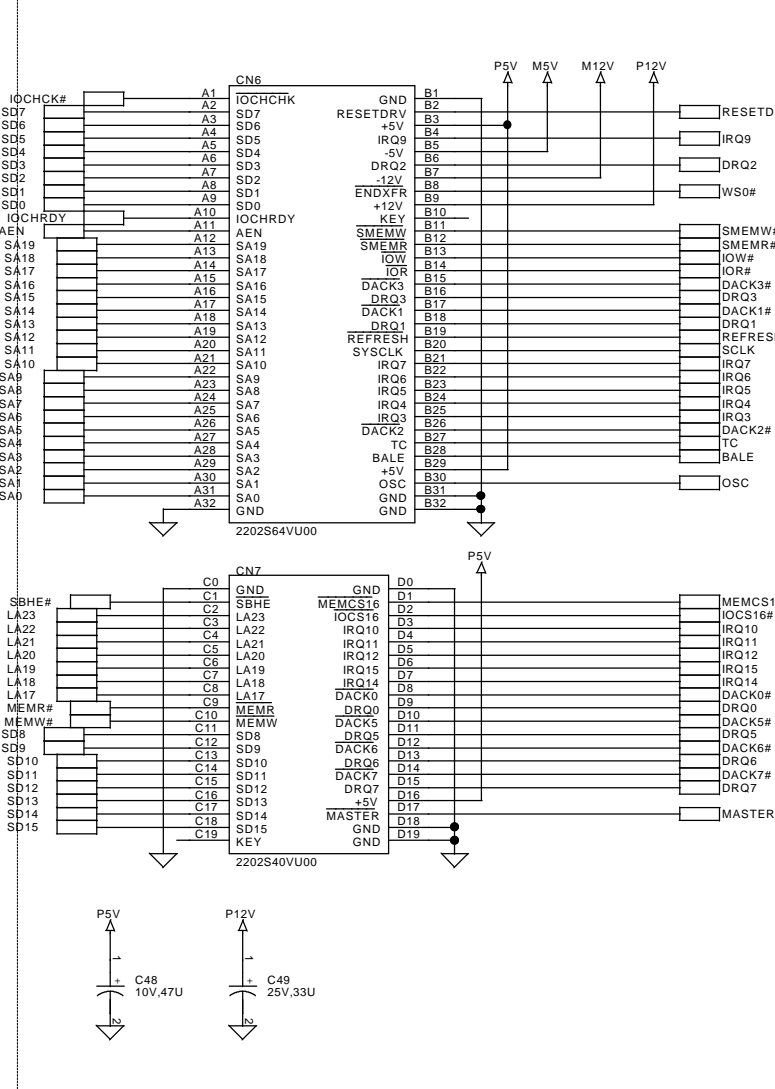 P5V M5V M12V P12V
CN6
IOCHCK# A1 IOCHCHK GND B1
SD7 A2 SD7 RESETDRV B2 RESETD
SD6 A3 SD6 +5V B3
SD5 A4 SD5 IRQ9 B4 IRQ9
SD4 A5 SD4 -5V B5
SD3 A6 SD3 DRQ2 B6 DRQ2
SD2 A7 SD2 -12V B7
SD1 A8 SD1 ENDXFR B8 WS0#
SD0 A9 SD0 +12V B9
IOCHRDY A10 IOCHRDY KEY B10
AEN A11 AEN SMEMW B11 SMEMW#
SA19 A12 SA19 SMEMR B12 SMEMR#
SA18 A13 SA18 IOW B13 IOW#
SA17 A14 SA17 IOR B14 IOR#
SA16 A15 SA16 DACK3 B15 DACK3#
SA15 A16 SA15 DRQ3 B16 DRQ3
SA14 A17 SA14 DACK1 B17 DACK1#
SA13 A18 SA13 DRQ1 B18 DRQ1
SA12 A19 SA12 REFRESH B19 REFRESH
SA11 A20 SA11 SYSCLK B20 SCLK
SA10 A21 SA10 IRQ7 B21 IRQ7
SA9 A22 SA9 IRQ6 B22 IRQ6
SA8 A23 SA8 IRQ5 B23 IRQ5
SA7 A24 SA7 IRQ4 B24 IRQ4
SA6 A25 SA6 IRQ3 B25 IRQ3
SA5 A26 SA5 DACK2 B26 DACK2#
SA4 A27 SA4 TC B27 TC
SA3 A28 SA3 BALE B28 BALE
SA2 A29 SA2 +5V B29
SA1 A30 SA1 OSC B30 OSC
SA0 A31 SA0 GND B31
A32 GND GND B32
2202S64VU00
P5V
CN7
C0 GND GND D0
SBHE# C1 SBHE MEMCS16 D1 MEMCS1
LA23 C2 LA23 IOCS16 D2 IOCS16#
LA22 C3 LA22 IRQ10 D3 IRQ10
LA21 C4 LA21 IRQ11 D4 IRQ11
LA20 C5 LA20 IRQ12 D5 IRQ12
LA19 C6 LA19 IRQ15 D6 IRQ15
LA18 C7 LA18 IRQ14 D7 IRQ14
LA17 C8 LA17 DACK0 D8 DACK0#
MEMR# C9 MEMR DRQ0 D9 DRQ0
MEMW# C10 MEMW DACK5 D10 DACK5#
SD8 C11 SD8 DRQ5 D11 DRQ5
SD9 C12 SD9 DACK6 D12 DACK6#
SD10 C13 SD10 DRQ6 D13 DRQ6
SD11 C14 SD11 DACK7 D14 DACK7#
SD12 C15 SD12 DRQ7 D15 DRQ7
SD13 C16 SD13 +5V D16
SD14 C17 SD14 MASTER D17 MASTER
SD15 C18 SD15 GND D18
C19 KEY GND D19
2202S40VU00
P5V P12V
1 1
+ C48 + C49
10V,47U 25V,33U
2 2